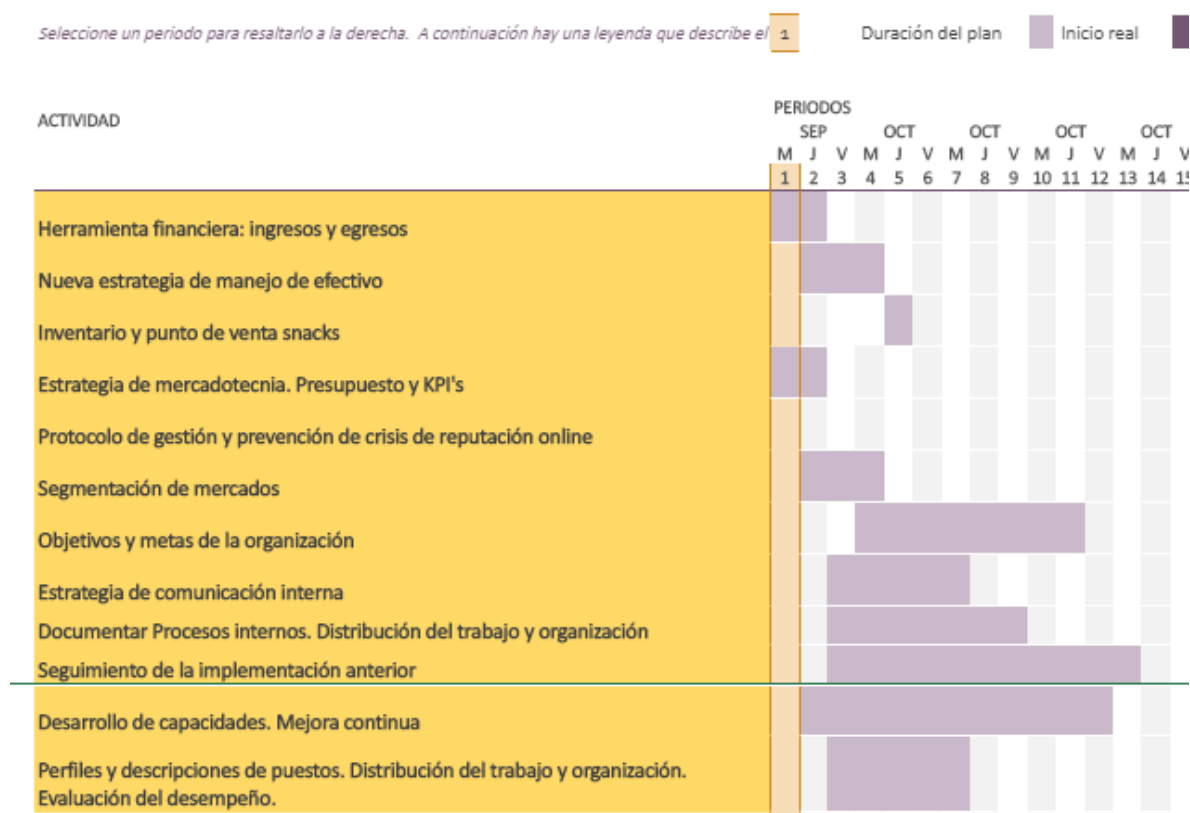 Seleccione un periodo para resaltarlo a la derecha. A continuación hay una leyenda que describe el 1 Duración del plan Inicio real
PERIODOS
ACTIVIDAD
SEP OCT OCT OCT OCT
M J V M J V M J V M J V M J V
1 2 3 4 5 6 7 8 9 10 11 12 13 14 15
Herramienta financiera: ingresos y egresos
Nueva estrategia de manejo de efectivo
Inventario y punto de venta snacks
Estrategia de mercadotecnia. Presupuesto y KPI's
Protocolo de gestión y prevención de crisis de reputación online
Segmentación de mercados
Objetivos y metas de la organización
Estrategia de comunicación interna
Documentar Procesos internos. Distribución del trabajo y organización
Seguimiento de la implementación anterior
Desarrollo de capacidades. Mejora continua
Perfiles y descripciones de puestos. Distribución del trabajo y organización.
Evaluación del desempeño.